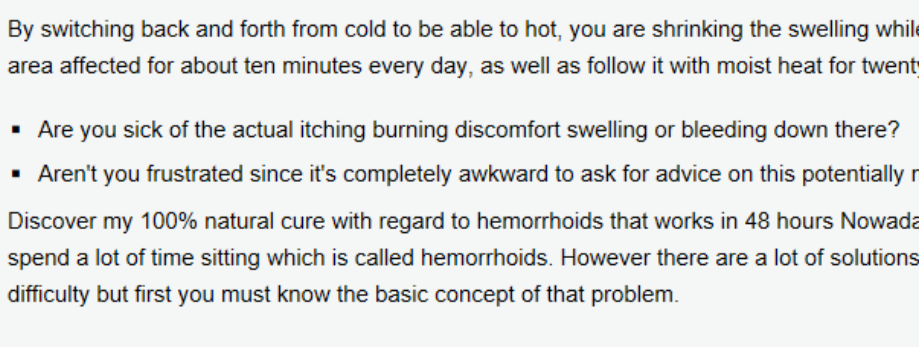 By switching back and forth from cold to be able to hot, you are shrinking the swelling while
area affected for about ten minutes every day, as well as follow it with moist heat for twenty
▪ Are you sick of the actual itching burning discomfort swelling or bleeding down there?
▪ Aren't you frustrated since it's completely awkward to ask for advice on this potentially
Discover my 100% natural cure with regard to hemorrhoids that works in 48 hours
spend a lot of time sitting which is called hemorrhoids. However there are a lot of solutions
difficulty but first you must know the basic concept of that problem.